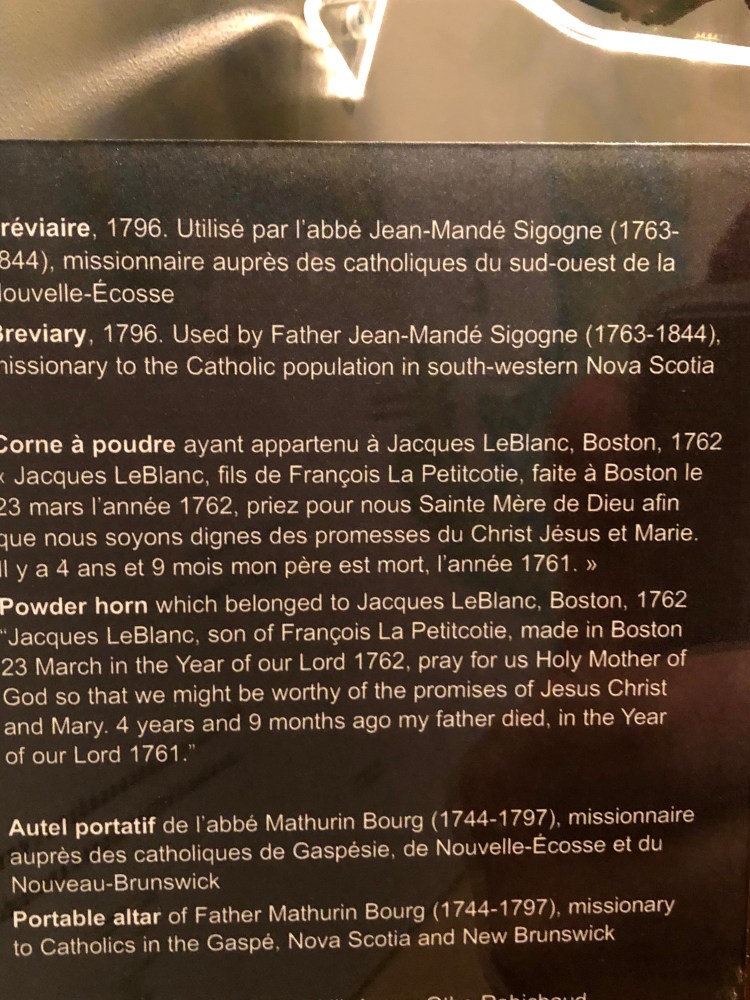 réviaire, 1796. Utilisé par l'abbé Jean-Mandé Sigogne (1763-
844), missionnaire auprès des catholiques du sud-ouest de la
louvelle-Écosse
Breviary, 1796. Used by Father Jean-Mandé Sigogne (1763-1844),
missionary to the Catholic population in south-western Nova Scotia
Corne à poudre ayant appartenu à Jacques LeBlanc, Boston, 1762
« Jacques LeBlanc, fils de François La Petitcotie, faite à Boston le
23 mars l'année 1762, priez pour nous Sainte Mère de Dieu afin
que nous soyons dignes des promesses du Christ Jésus et Marie.
Il y a 4 ans et 9 mois mon père est mort, l'année 1761. »
Powder horn which belonged to Jacques LeBlanc, Boston, 1762
"Jacques LeBlanc, son of François La Petitcotie, made in Boston
23 March in the Year of our Lord 1762, pray for us Holy Mother of
God so that we might be worthy of the promises of Jesus Christ
and Mary. 4 years and 9 months ago my father died, in the Year
of our Lord 1761."
Autel portatif de l'abbé Mathurin Bourg (1744-1797), missionnaire
auprès des catholiques de Gaspésie, de Nouvelle-Écosse et du
Nouveau-Brunswick
Portable altar of Father Mathurin Bourg (1744-1797), missionary
to Catholics in the Gaspé, Nova Scotia and New Brunswick
Robichaud